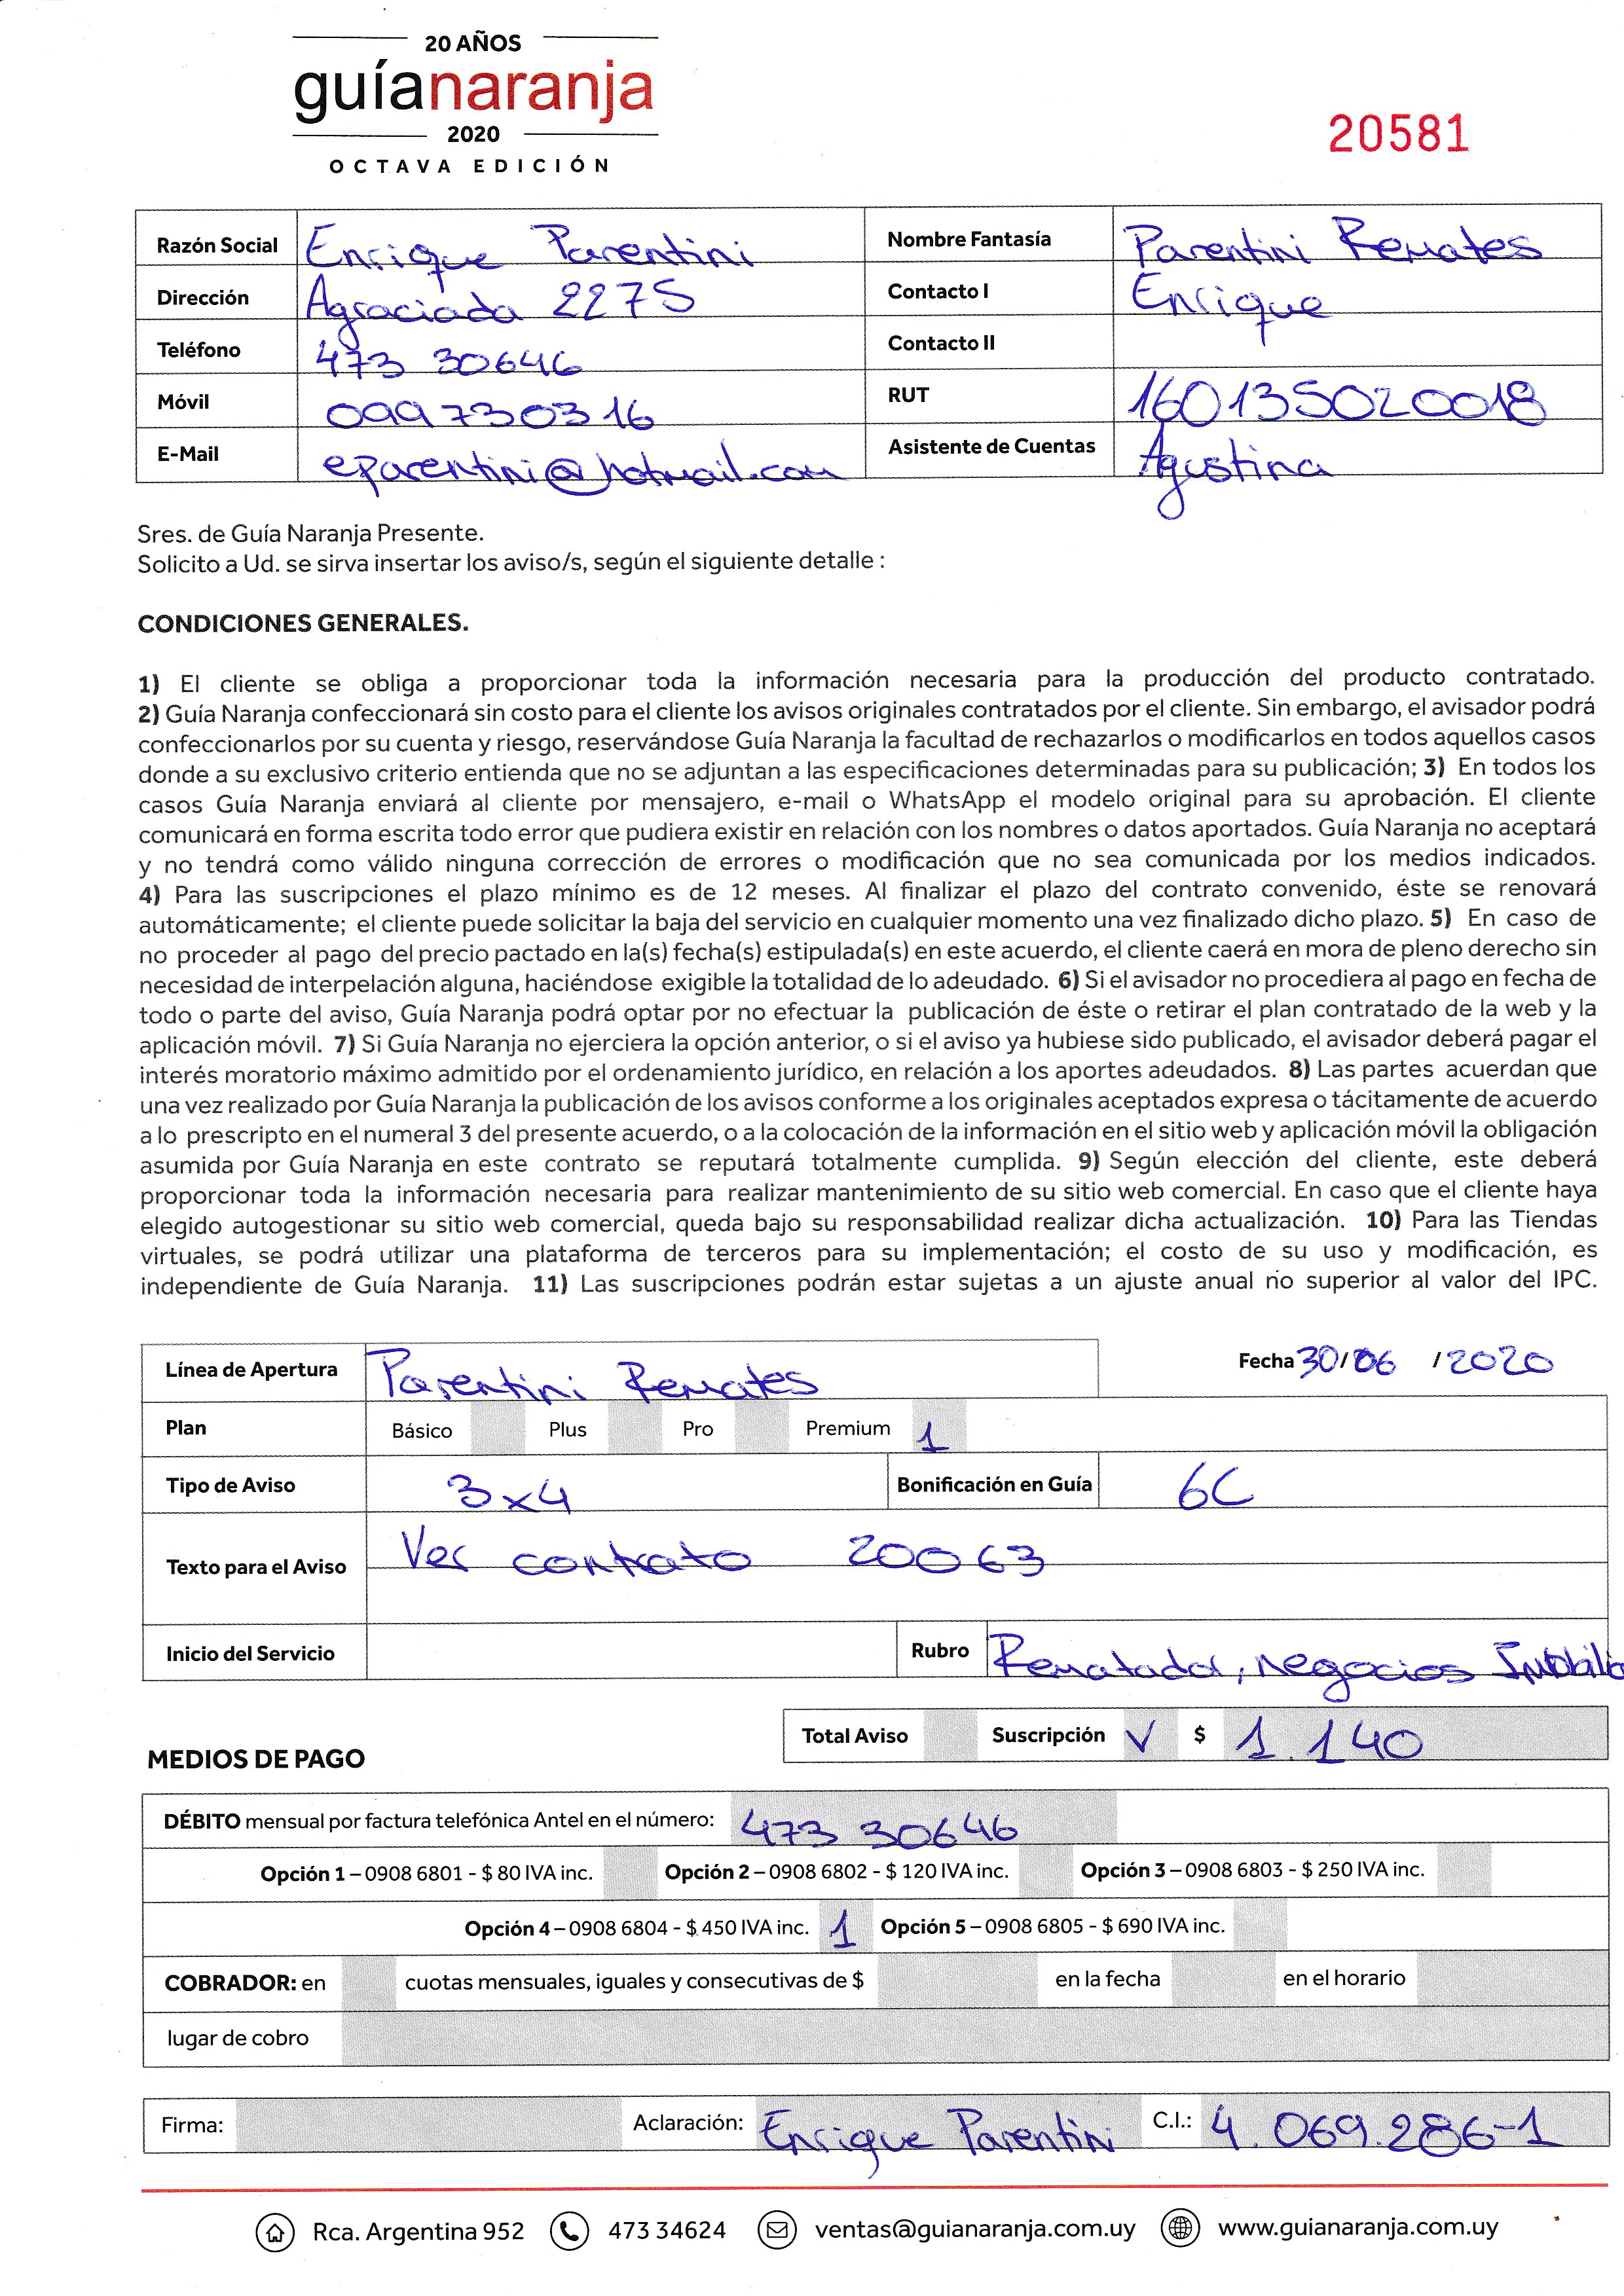 20 AÑOS
guíanaranja
2020
OCTAVA EDICIÓN
20581
Razón Social Enrique Parentini Nombre Fantasía Parentini Remates
Dirección Agraciada 2275 Contacto I Enrique
Teléfono 473 30646 Contacto II
Móvil 099730316 RUT 160135020018
E-Mail eparentini@hotmail.com Asistente de Cuentas Agustina
Sres. de Guía Naranja Presente.
Solicito a Ud. se sirva insertar los aviso/s, según el siguiente detalle :
CONDICIONES GENERALES.
1) El cliente se obliga a proporcionar toda la información necesaria para la producción del producto contratado.
2) Guía Naranja confeccionará sin costo para el cliente los avisos originales contratados por el cliente. Sin embargo, el avisador podrá
confeccionarlos por su cuenta y riesgo, reservándose Guía Naranja la facultad de rechazarlos o modificarlos en todos aquellos casos
donde a su exclusivo criterio entienda que no se adjuntan a las especificaciones determinadas para su publicación; 3) En todos los
casos Guía Naranja enviará al cliente por mensajero, e-mail o WhatsApp el modelo original para su aprobación. El cliente
comunicará en forma escrita todo error que pudiera existir en relación con los nombres o datos aportados. Guía Naranja no aceptará
y no tendrá como válido ninguna corrección de errores o modificación que no sea comunicada por los medios indicados.
4) Para las suscripciones el plazo mínimo es de 12 meses. Al finalizar el plazo del contrato convenido, éste se renovará
automáticamente; el cliente puede solicitar la baja del servicio en cualquier momento una vez finalizado dicho plazo. 5) En caso de
no proceder al pago del precio pactado en la(s) fecha(s) estipulada(s) en este acuerdo, el cliente caerá en mora de pleno derecho sin
necesidad de interpelación alguna, haciéndose exigible la totalidad de lo adeudado. 6) Si el avisador no procediera al pago en fecha de
todo o parte del aviso, Guía Naranja podrá optar por no efectuar la publicación de éste o retirar el plan contratado de la web y la
aplicación móvil. 7) Si Guía Naranja no ejerciera la opción anterior, o si el aviso ya hubiese sido publicado, el avisador deberá pagar el
interés moratorio máximo admitido por el ordenamiento jurídico, en relación a los aportes adeudados. 8) Las partes acuerdan que
una vez realizado por Guía Naranja la publicación de los avisos conforme a los originales aceptados expresa o tácitamente de acuerdo
a lo prescripto en el numeral 3 del presente acuerdo, o a la colocación de la información en el sitio web y aplicación móvil la obligación
asumida por Guía Naranja en este contrato se reputará totalmente cumplida. 9) Según elección del cliente, este deberá
proporcionar toda la información necesaria para realizar mantenimiento de su sitio web comercial. En caso que el cliente haya
elegido autogestionar su sitio web comercial, queda bajo su responsabilidad realizar dicha actualización. 10) Para las Tiendas
virtuales, se podrá utilizar una plataforma de terceros para su implementación; el costo de su uso y modificación, es
independiente de Guía Naranja. 11) Las suscripciones podrán estar sujetas a un ajuste anual no superior al valor del IPC.
Línea de Apertura Parentini Remates Fecha 30/06/2020
Plan Básico Plus Pro Premium 1
Tipo de Aviso 3x4 Bonificación en Guía 6C
Texto para el Aviso Ver contrato 20063
Inicio del Servicio Rubro Rematador, Negocios
Total Aviso Suscripción V $ 1.140
MEDIOS DE PAGO
DÉBITO mensual por factura telefónica Antel en el número: 473 30646
Opción 1 – 0908 6801 - $ 80 IVA inc. Opción 2 – 0908 6802 - $ 120 IVA inc. Opción 3 – 0908 6803 - $ 250 IVA inc.
Opción 4 – 0908 6804 - $ 450 IVA inc. 1 Opción 5 – 0908 6805 - $ 690 IVA inc.
COBRADOR: en cuotas mensuales, iguales y consecutivas de $ en la fecha en el horario
lugar de cobro
Firma: Aclaración: Enrique Parentini C.I.: 4.069.286-1
Rca. Argentina 952 473 34624 ventas@guianaranja.com.uy www.guianaranja.com.uy